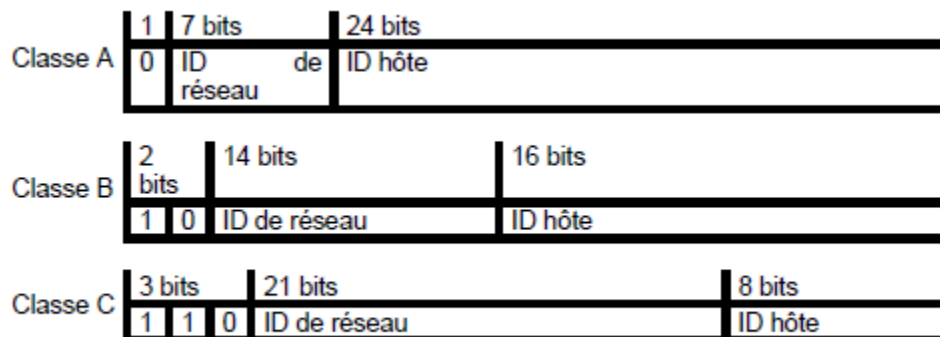 1 7 bits 24 bits
Classe A 0 ID de ID hôte
réseau
2 14 bits 16 bits
bits
Classe B
1 0 ID de réseau ID hôte
3 bits 21 bits 8 bits
Classe C
1 1 0 ID de réseau ID hôte